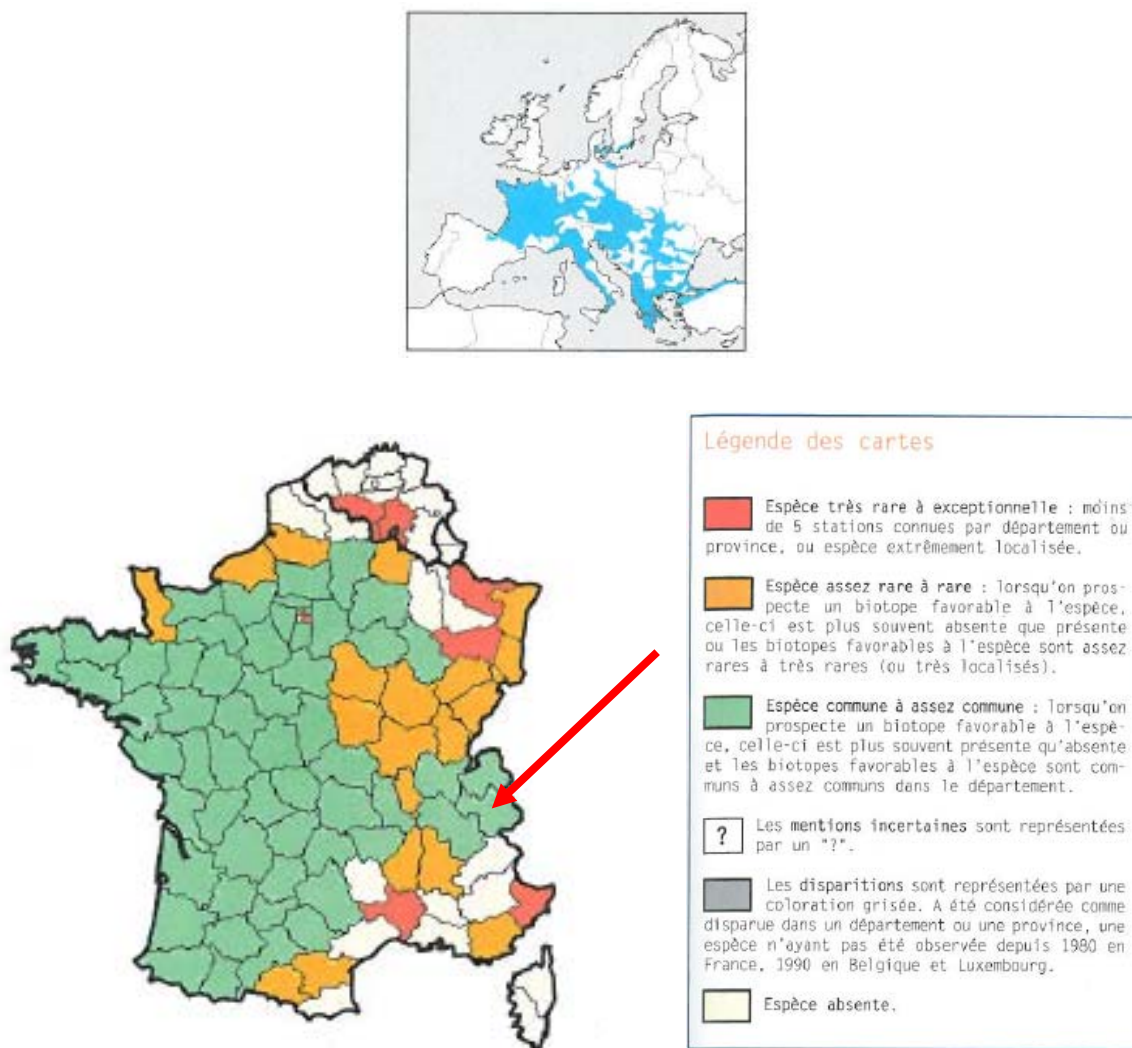 Légende des cartes
Espèce très rare à exceptionnelle : moins
de 5 stations connues par département ou
province, ou espèce extrêmement localisée.
Espèce assez rare à rare : lorsqu'on pros-
pecte un biotope favorable à l'espèce,
celle-ci est plus souvent absente que présente
ou les biotopes favorables à l'espèce sont assez
rares à très rares (ou très localisés).
Espèce commune à assez commune : lorsqu'on
prospecte un biotope favorable à l'espè-
ce, celle-ci est plus souvent présente qu'absente
et les biotopes favorables à l'espèce sont com-
muns à assez communs dans le département.
? Les mentions incertaines sont représentées
par un "?".
Les disparitions sont représentées par une
coloration grisée. A été considérée comme
disparue dans un département ou une province, une
espèce n'ayant pas été observée depuis 1980 en
France, 1990 en Belgique et Luxembourg.
Espèce absente.